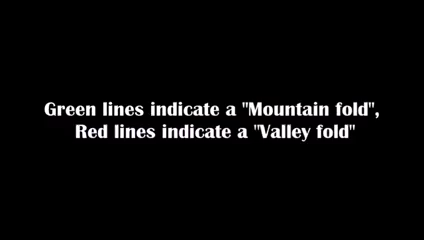 Green lines indicate a "Mountain fold",
Red lines indicate a "Valley fold"